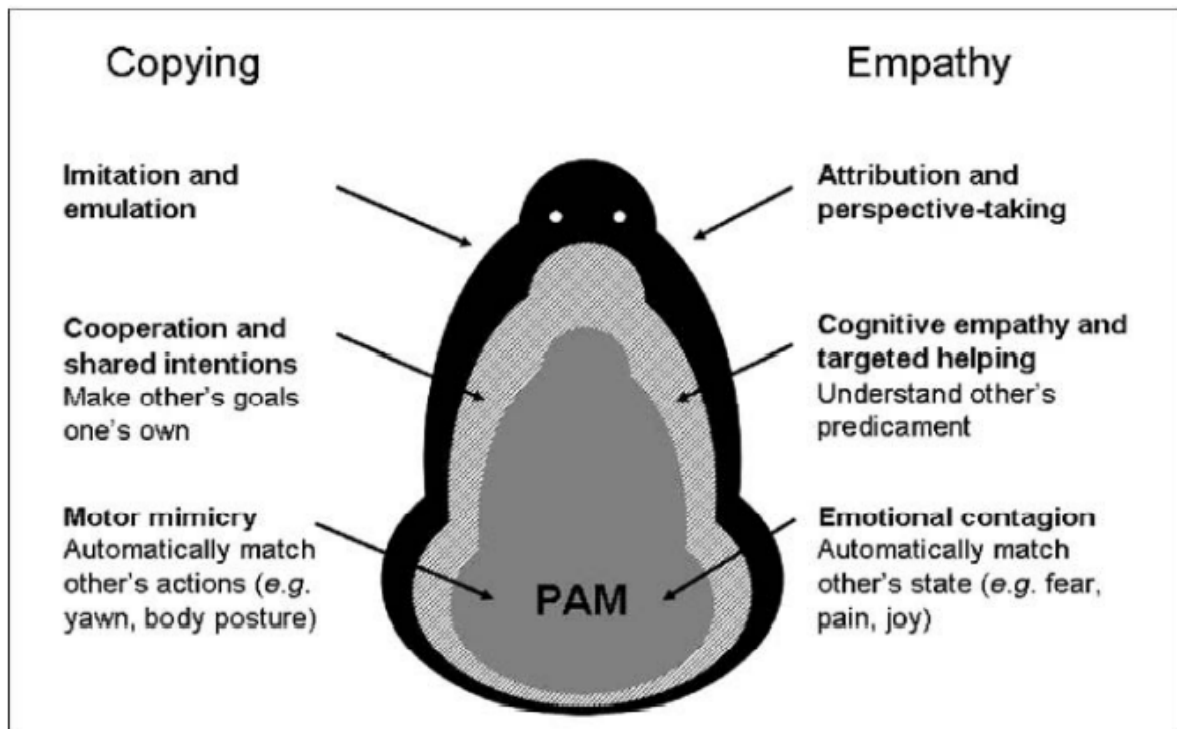 Copying
Empathy
Imitation and
emulation
Attribution and
perspective-taking
Cooperation and
shared intentions
Make other's goals
one's own
Cognitive empathy and
targeted helping
Understand other's
predicament
Motor mimicry
Automatically match
other's actions (e.g.
yawn, body posture)
PAM
Emotional contagion
Automatically match
other's state (e.g. fear,
pain, joy)